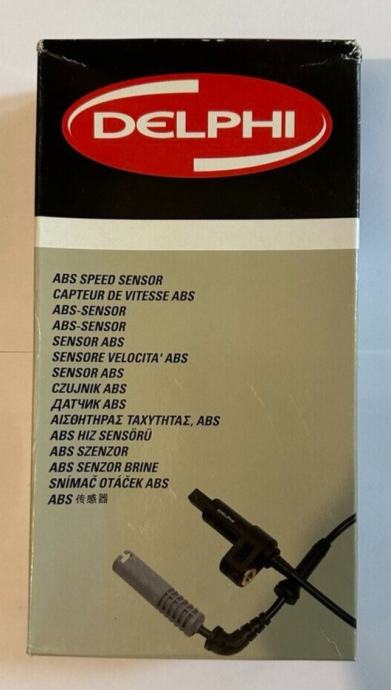 DELPHI
ABS SPEED SENSOR
CAPTEUR DE VITESSE ABS
ABS-SENSOR
ABS-SENSOR
SENSOR ABS
SENSORE VELOCITA' ABS
SENSOR ABS
CZUJNIK ABS
ДАТЧИК ABS
ΑΙΣΘΗΤΗΡΑΣ ΤΑΧΥΤΗΤΑΣ, ABS
ABS HIZ SENSÖRÜ
ABS SZENZOR
ABS SENZOR BRINE
SNÍMAČ OTÁČEK ABS
ABS 传感器
DELPHI